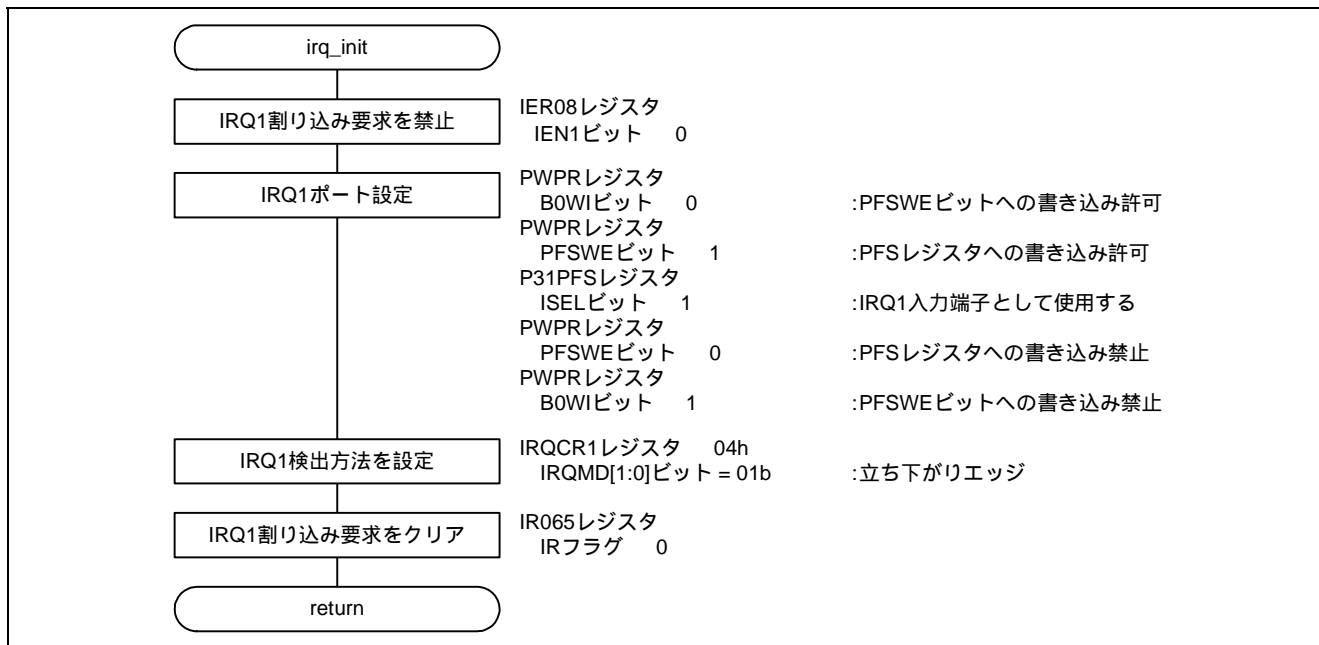 irq_init
IRQ1割り込み要求を禁止
IER08レジスタ
IEN1ビット 0
IRQ1ポート設定
PWPRレジスタ
B0WIビット 0 :PFSWEビットへの書き込み許可
PWPRレジスタ
PFSWEビット 1 :PFSレジスタへの書き込み許可
P31PFSレジスタ
ISELビット 1 :IRQ1入力端子として使用する
PWPRレジスタ
PFSWEビット 0 :PFSレジスタへの書き込み禁止
PWPRレジスタ
B0WIビット 1 :PFSWEビットへの書き込み禁止
IRQ1検出方法を設定
IRQCR1レジスタ 04h
IRQMD[1:0]ビット = 01b :立ち下がりエッジ
IRQ1割り込み要求をクリア
IR065レジスタ
IRフラグ 0
return